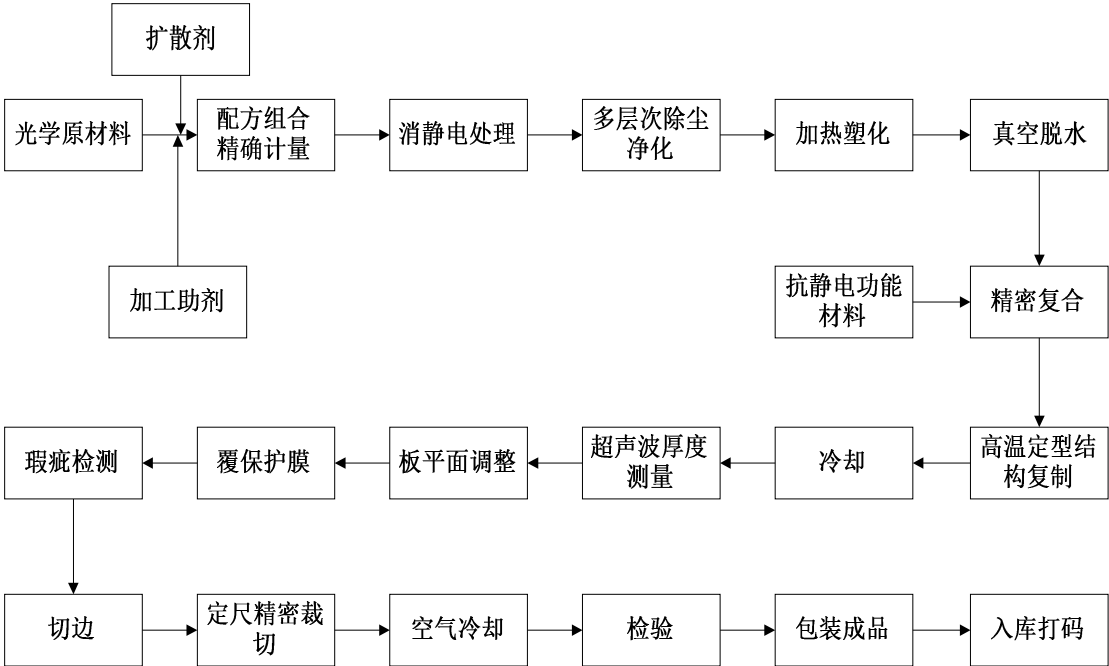 扩散剂
光学原材料
配方组合
精确计量
消静电处理
多层次除尘
净化
加热塑化
真空脱水
加工助剂
抗静电功能
材料
精密复合
瑕疵检测
覆保护膜
板平面调整
超声波厚度
测量
冷却
高温定型结
构复制
切边
定尺精密裁
切
空气冷却
检验
包装成品
入库打码